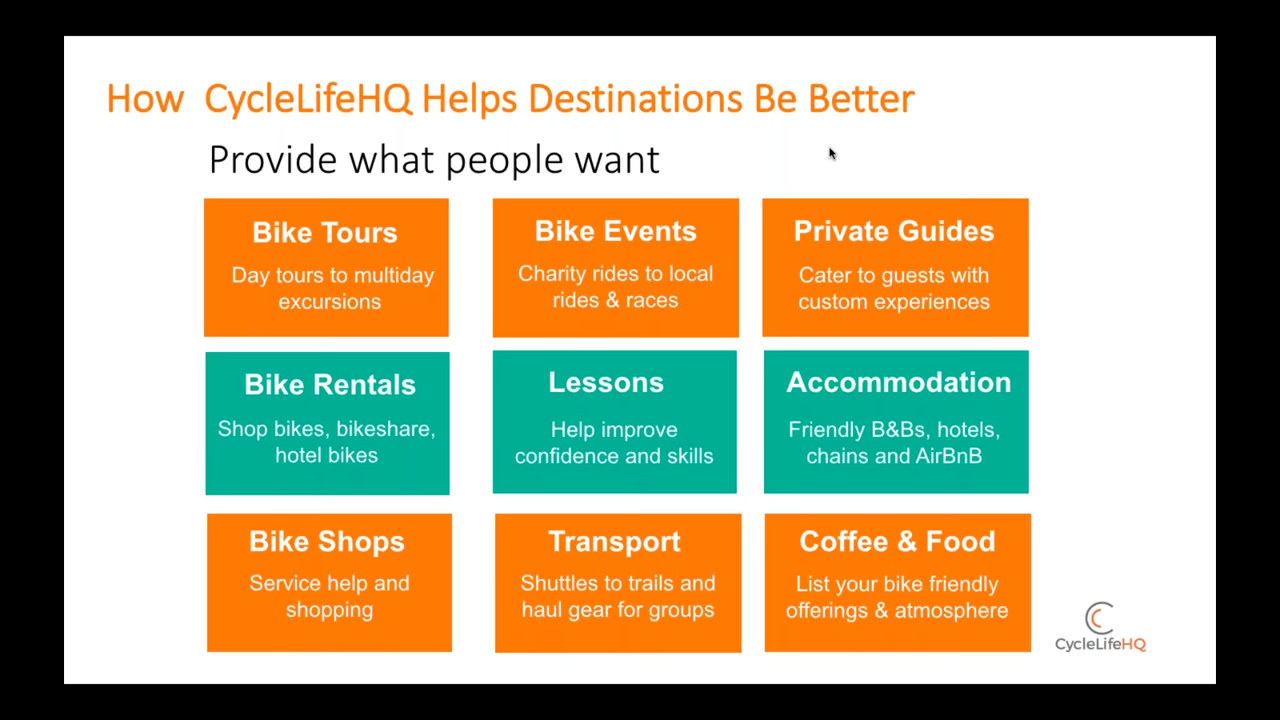 How CycleLifeHQ Helps Destinations Be Better
Provide what people want
Bike Tours
Day tours to multiday
excursions
Bike Events
Charity rides to local
rides & races
Private Guides
Cater to guests with
custom experiences
Bike Rentals
Shop bikes, bikeshare,
hotel bikes
Lessons
Help improve
confidence and skills
Accommodation
Friendly B&Bs, hotels,
chains and AirBnB
Bike Shops
Service help and
shopping
Transport
Shuttles to trails and
haul gear for groups
Coffee & Food
List your bike friendly
offerings & atmosphere
CycleLifeHQ